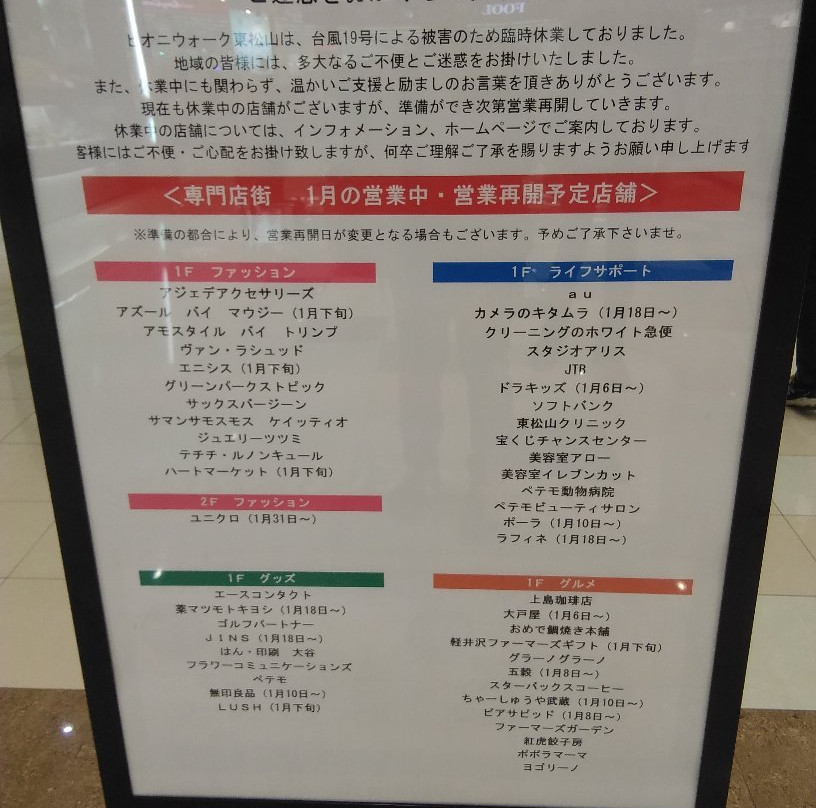 ピオニウォーク東松山は、台風19号による被害のため臨時休業しておりました。
地域の皆様には、多大なるご不便とご迷惑をお掛けいたしました。
また、休業中にも関わらず、温かいご支援と励ましのお言葉を頂きありがとうございます。
現在も休業中の店舗がございますが、準備ができ次第営業再開していきます。
休業中の店舗については、インフォメーション、ホームページでご案内しております。
客様にはご不便・ご心配をお掛け致しますが、何卒ご理解ご了承を賜りますようお願い申し上げます
＜専門店街　1月の営業中・営業再開予定店舗＞
※準備の都合により、営業再開日が変更となる場合もございます。予めご了承下さいませ。
1F　ファッション
アジェデアクセサリーズ
アズール　バイ　マウジー（1月下旬）
アモスタイル　バイ　トリンプ
ヴァン・ラシュッド
エニシス（1月下旬）
グリーンパークストピック
サックスバージーン
サマンサモスモス　ケイッティオ
ジュエリーツツミ
テチチ・ルノンキュール
ハートマーケット（1月下旬）
2F　ファッション
ユニクロ（1月31日～）
1F　グッズ
エースコンタクト
薬マツモトキヨシ（1月18日～）
ゴルフパートナー
ＪＩＮＳ（1月18日～）
はん・印刷　大谷
フラワーコミュニケーションズ
ペテモ
無印良品（1月10日～）
ＬＵＳＨ（1月下旬）
1F　ライフサポート
ａｕ
カメラのキタムラ（1月18日～）
クリーニングのホワイト急便
スタジオアリス
JTB
ドラキッズ（1月6日～）
ソフトバンク
東松山クリニック
宝くじチャンスセンター
美容室アロー
美容室イレブンカット
ペテモ動物病院
ペテモビューティサロン
ポーラ（1月10日～）
ラフィネ（1月18日～）
1F　グルメ
上島珈琲店
大戸屋（1月6日～）
おめで鯛焼き本舗
軽井沢ファーマーズギフト（1月下旬）
グラーノグラーノ
五穀（1月8日～）
スターバックスコーヒー
ちゃーしゅうや武蔵（1月10日～）
ピアサピッド（1月8日～）
ファーマーズガーデン
紅虎餃子房
ポポラマーマ
ヨゴリーノ